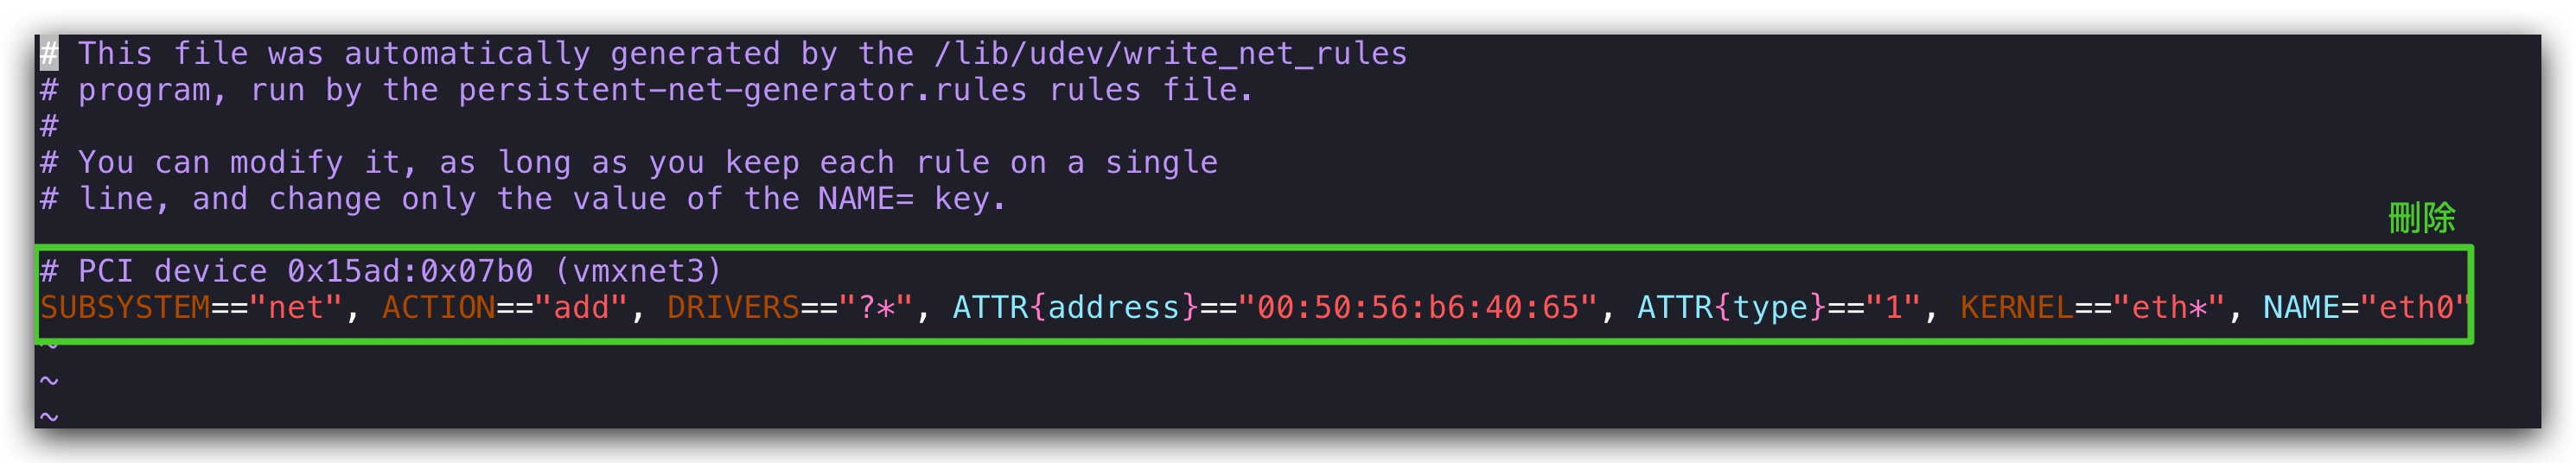 # This file was automatically generated by the /lib/udev/write_net_rules
# program, run by the persistent-net-generator.rules rules file.
#
# You can modify it, as long as you keep each rule on a single
# line, and change only the value of the NAME= key.
刪除
# PCI device 0x15ad:0x07b0 (vmxnet3)
SUBSYSTEM=="net", ACTION=="add", DRIVERS=="?*", ATTR{address}=="00:50:56:b6:40:65", ATTR{type}=="1", KERNEL=="eth*", NAME="eth0"
~
~
~